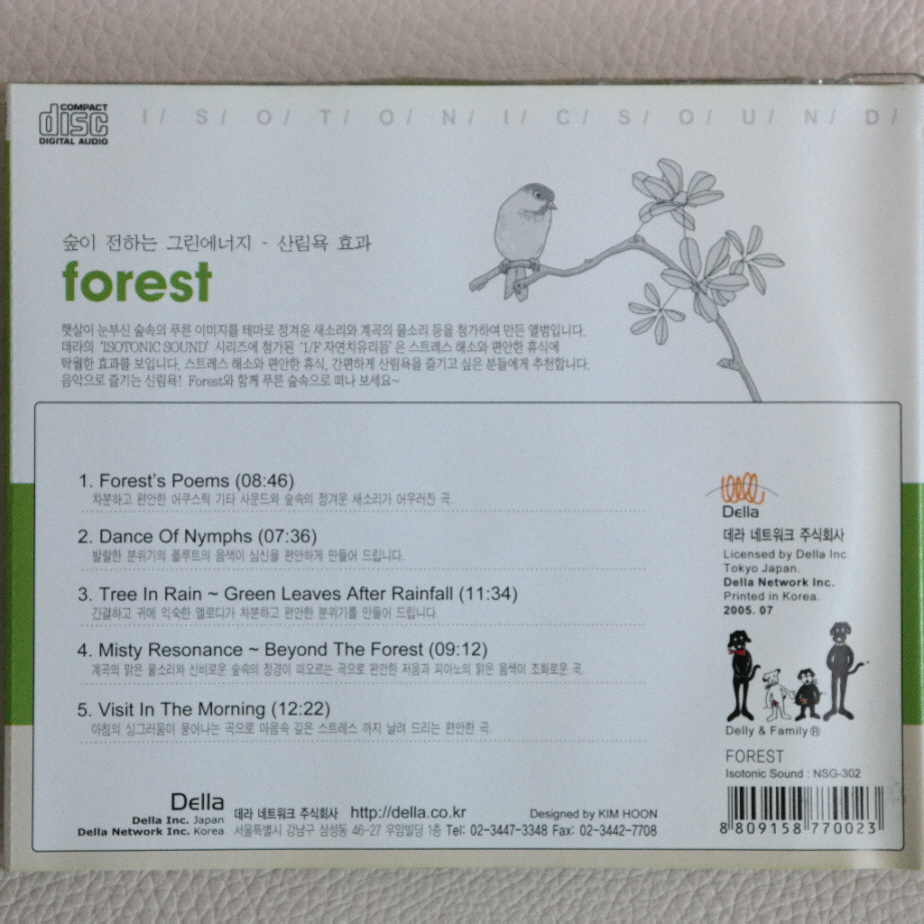 COMPACT
disc
DIGITAL AUDIO
I/ S/ O/ T/ O/ N/ I/ C/ S/ O/ U/ N/ D/
숲이 전하는 그린에너지 - 산림욕 효과
forest
햇살이 눈부신 숲속의 푸른 이미지를 테마로 정겨운 새소리와 계곡의 물소리 등을 첨가하여 만든 앨범입니다.
데라의 'ISOTONIC SOUND' 시리즈에 첨가된 '1/F 자연치유리듬' 은 스트레스 해소와 편안한 휴식에
탁월한 효과를 보입니다. 스트레스 해소와 편안한 휴식, 간편하게 산림욕을 즐기고 싶은 분들에게 추천합니다.
음악으로 즐기는 신림욕! Forest와 함께 푸른 숲속으로 떠나 보세요~
1. Forest's Poems (08:46)
차분하고 편안한 어쿠스틱 기타 사운드와 숲속의 정겨운 새소리가 어우러진 곡.
2. Dance Of Nymphs (07:36)
발랄한 분위기의 플루트의 음색이 심신을 편안하게 만들어 드립니다.
3. Tree In Rain ~ Green Leaves After Rainfall (11:34)
간결하고 귀에 익숙한 멜로디가 차분하고 편안한 분위기를 만들어 드립니다.
4. Misty Resonance ~ Beyond The Forest (09:12)
계곡의 맑은 물소리와 신비로운 숲속의 정경이 떠오르는 곡으로 편안한 저음과 피아노의 맑은 음색이 조화로운 곡.
5. Visit In The Morning (12:22)
아침의 싱그러움이 묻어나는 곡으로 마음속 깊은 스트레스 까지 날려 드리는 편안한 곡.
Della
데라 네트워크 주식회사
Licensed by Della Inc.
Tokyo Japan.
Della Network Inc.
Printed in Korea.
2005. 07
Delly & Family®
FOREST
Isotonic Sound : NSG-302
8 809158 770023
Della 데라 네트워크 주식회사 http://della.co.kr Designed by KIM HOON
Della Inc. Japan
Della Network Inc. Korea 서울특별시 강남구 삼성동 46-27 우암빌딩 1층 Tel: 02-3447-3348 Fax: 02-3442-7708